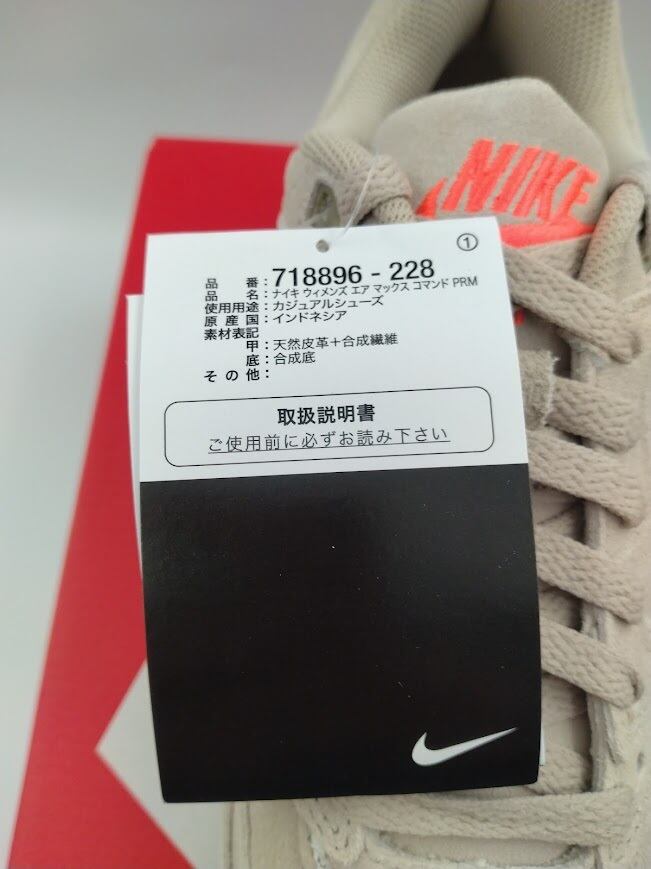 NIKE
①
品番：718896 - 228
品名：ナイキ ウィメンズ エア マックス コマンド PRM
使用用途：カジュアルシューズ
原産国：インドネシア
素材表記
甲：天然皮革＋合成繊維
底：合成底
その他：
取扱説明書
ご使用前に必ずお読み下さい